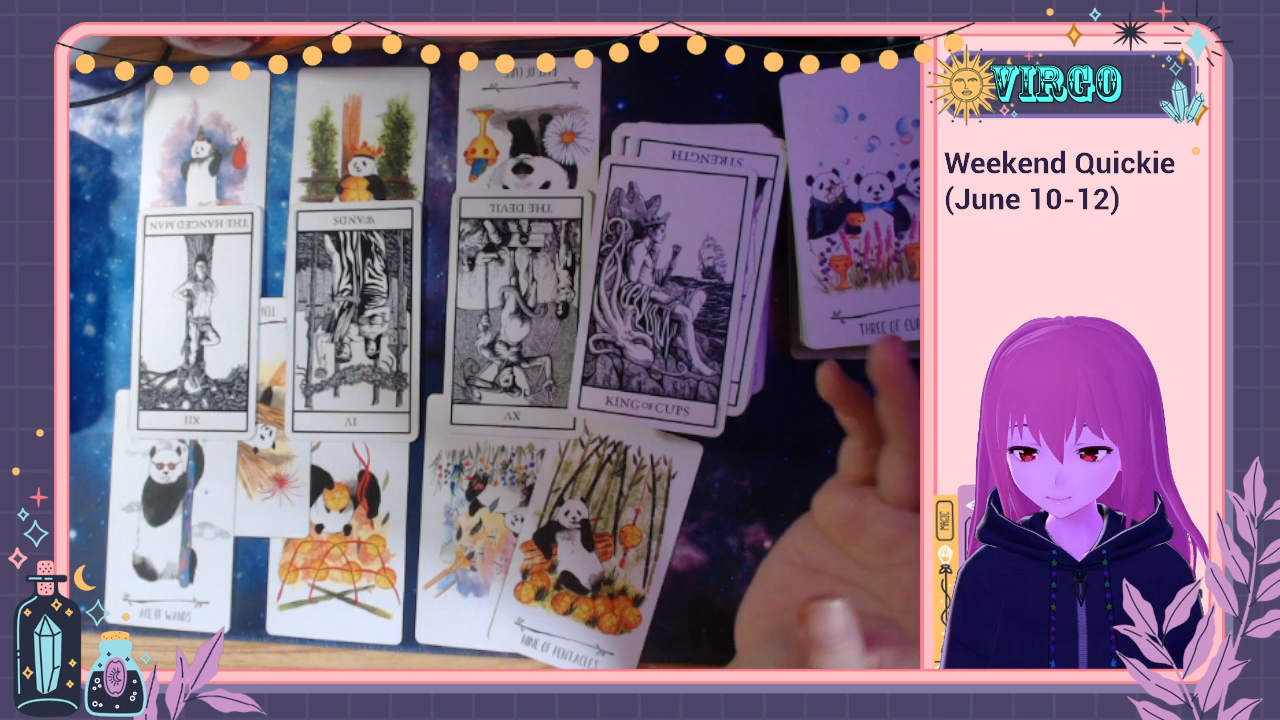 VIRGO
Weekend Quickie
(June 10-12)
STRENGTH
THE HANGED MAN
WANDS
THE DEVIL
THREE OF CUP
XII
IV
XV
KING OF CUPS
ACE OF WANDS
NINE OF PENTACLES
MAGIC